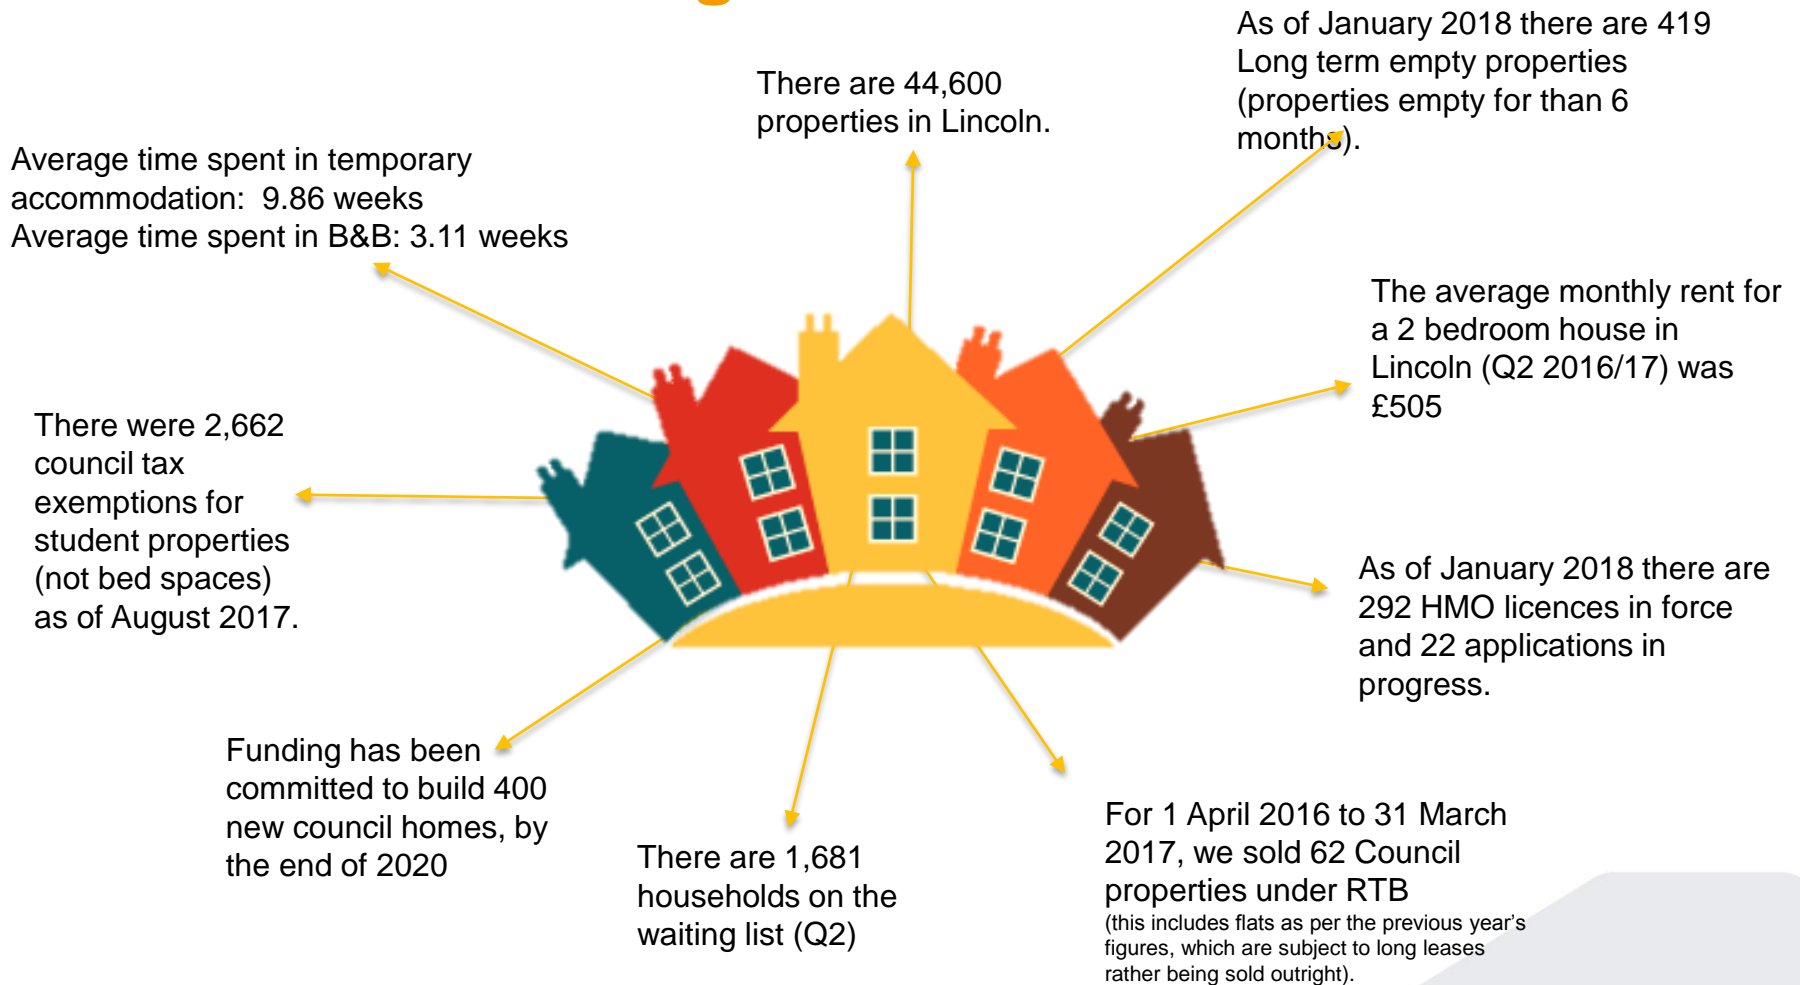 There are 44,600
properties in Lincoln.
As of January 2018 there are 419
Long term empty properties
(properties empty for than 6
months).
Average time spent in temporary
accommodation:  9.86 weeks
Average time spent in B&B: 3.11 weeks
The average monthly rent for
a 2 bedroom house in
Lincoln (Q2 2016/17) was
£505
There were 2,662
council tax
exemptions for
student properties
(not bed spaces)
as of August 2017.
As of January 2018 there are
292 HMO licences in force
and 22 applications in
progress.
Funding has been
committed to build 400
new council homes, by
the end of 2020
There are 1,681
households on the
waiting list (Q2)
For 1 April 2016 to 31 March
2017, we sold 62 Council
properties under RTB
(this includes flats as per the previous year's
figures, which are subject to long leases
rather being sold outright).